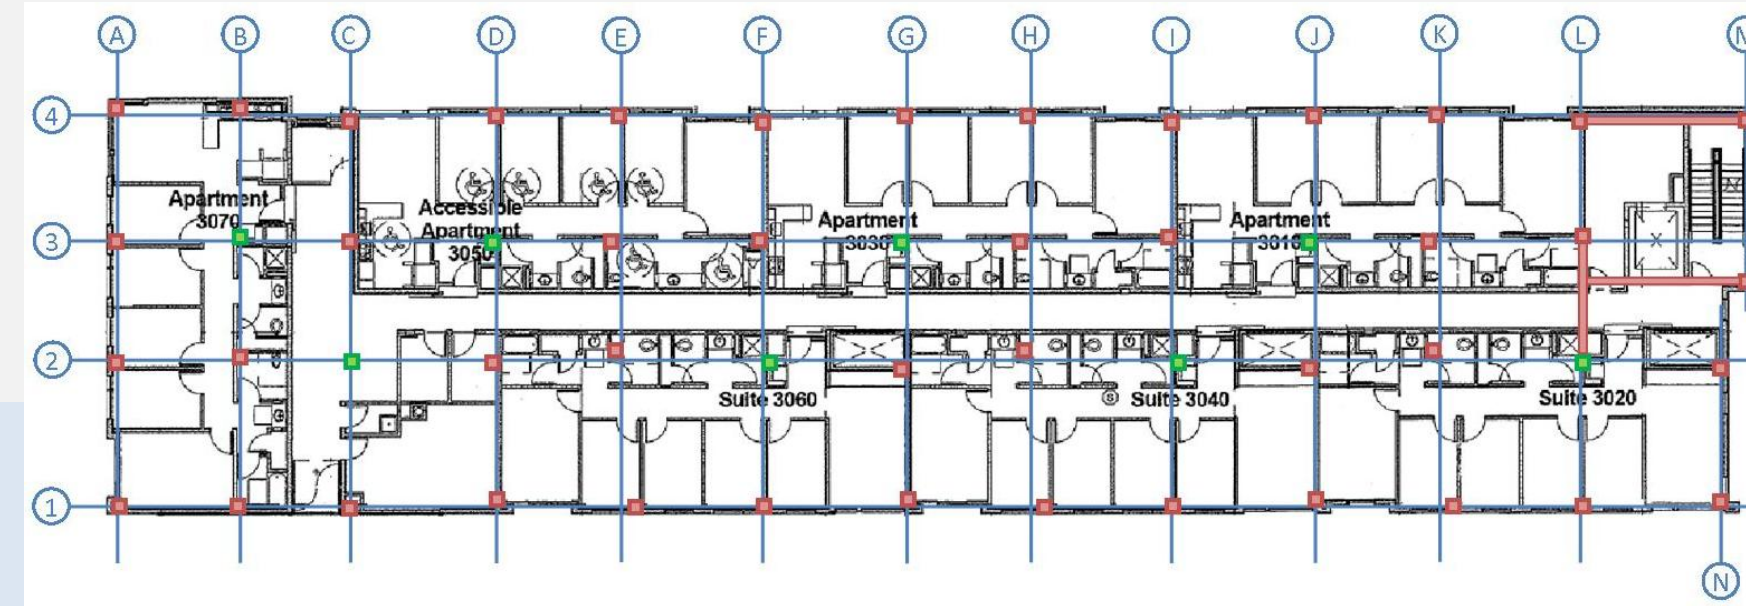 A B C D E F G H I J K L
4
Apartment
3070
Accessible
Apartment
3050
Apartment
Apartment
3
2
Suite 3060
Suite 3040
Suite 3020
S
1
N